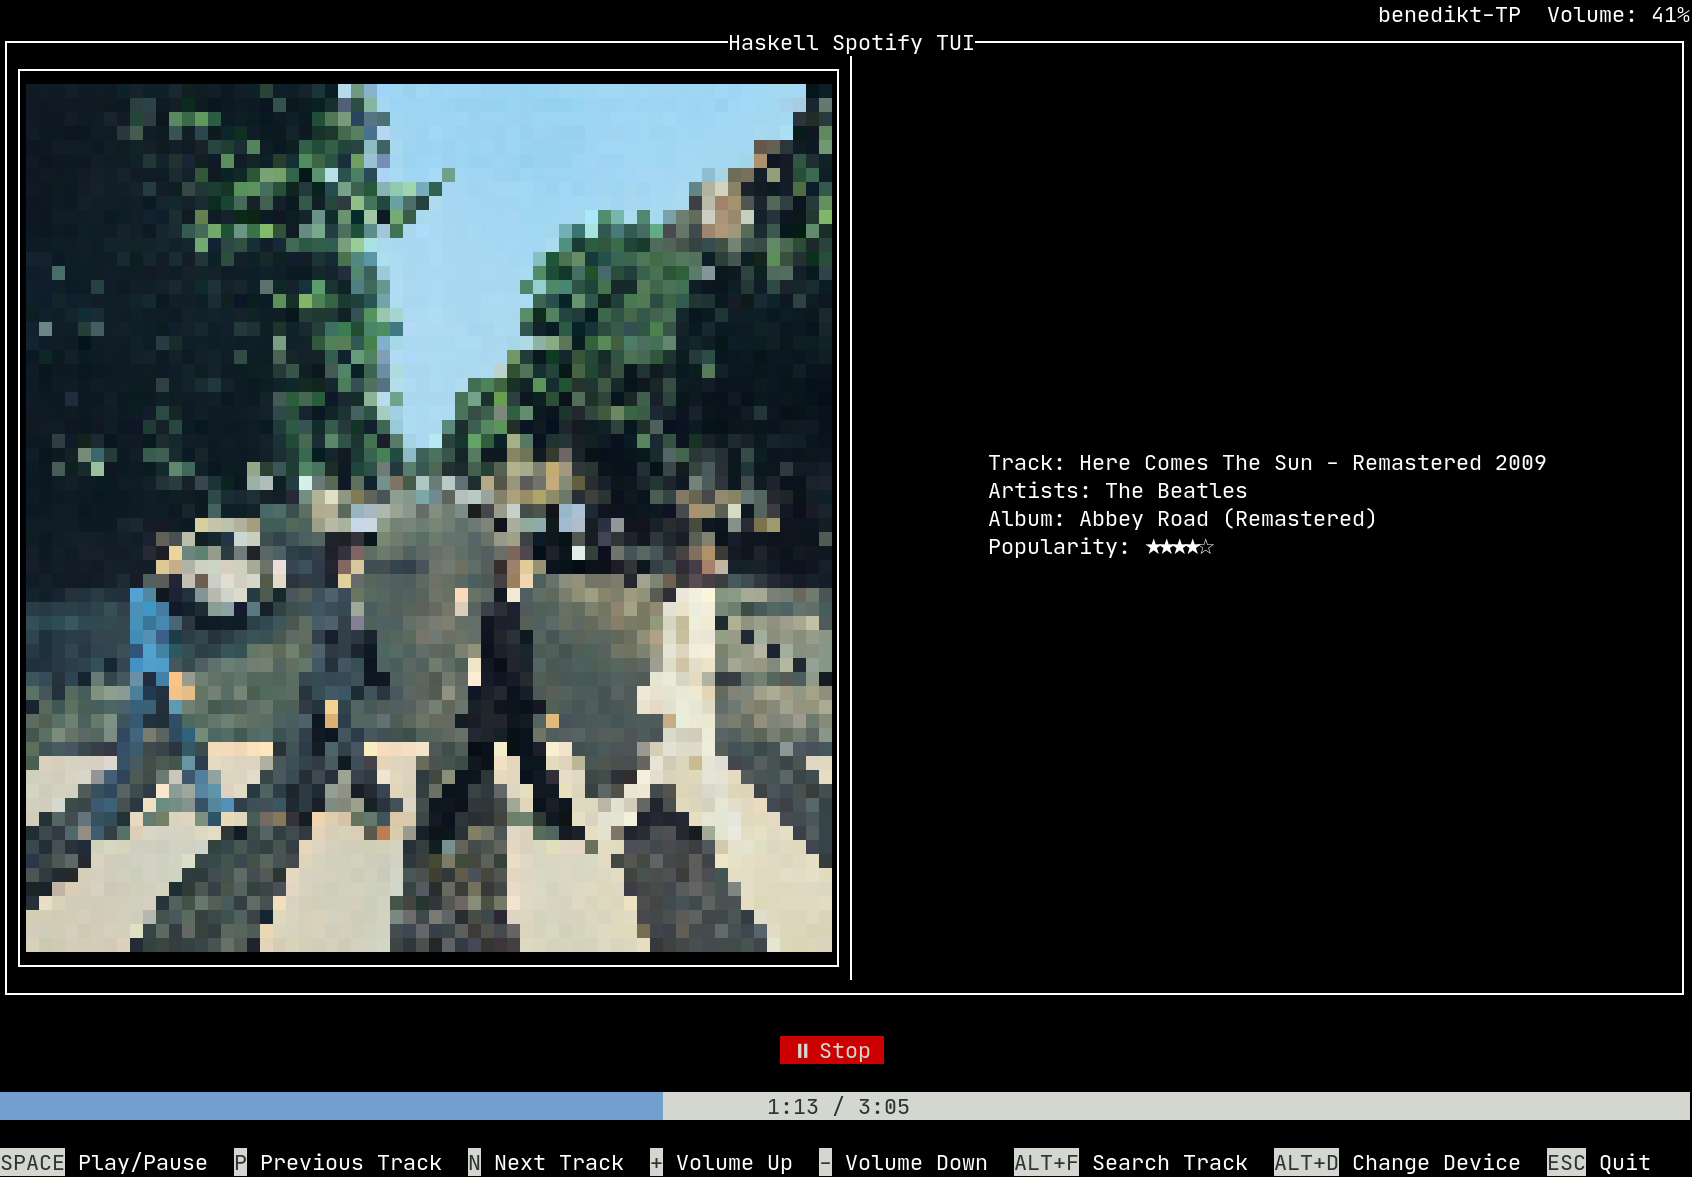 benedikt-TP  Volume: 41%
Haskell Spotify TUI
Track: Here Comes The Sun - Remastered 2009
Artists: The Beatles
Album: Abbey Road (Remastered)
Popularity: ★★★★☆
⏸ Stop
1:13 / 3:05
SPACE Play/Pause  P Previous Track  N Next Track  + Volume Up  - Volume Down  ALT+F Search Track  ALT+D Change Device  ESC Quit